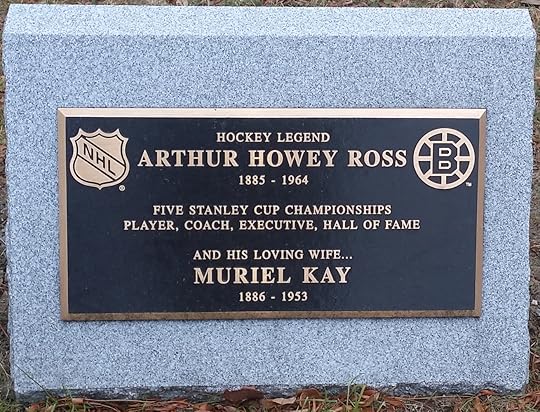 NHL
®
HOCKEY LEGEND
ARTHUR HOWEY ROSS
1885 - 1964
B
TM
FIVE STANLEY CUP CHAMPIONSHIPS
PLAYER, COACH, EXECUTIVE, HALL OF FAME
AND HIS LOVING WIFE...
MURIEL KAY
1886 - 1953